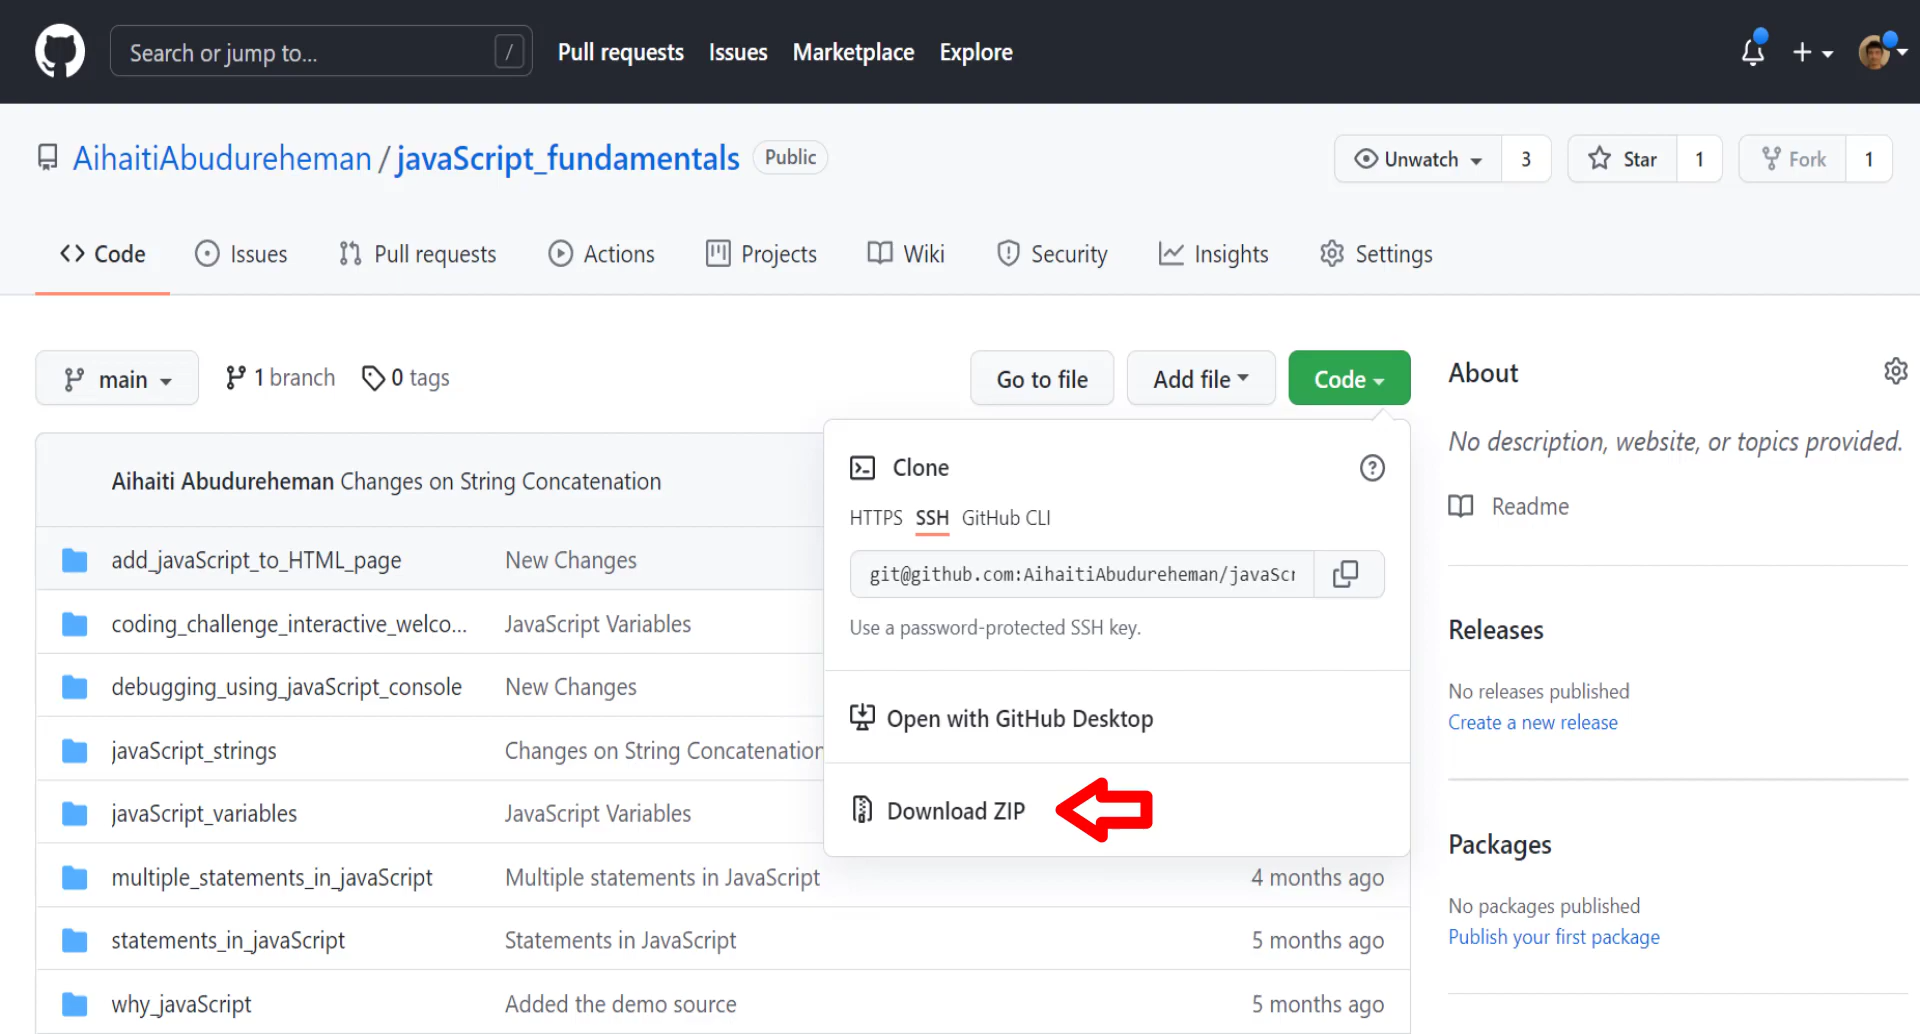 Search or jump to... /
Pull requests Issues Marketplace Explore
AihaitiAbudureheman / javaScript_fundamentals Public
Unwatch 3 Star 1 Fork 1
Code Issues Pull requests Actions Projects Wiki Security Insights Settings
main 1 branch 0 tags
Go to file Add file Code
Aihaiti Abudureheman Changes on String Concatenation
add_javaScript_to_HTML_page New Changes
coding_challenge_interactive_welco... JavaScript Variables
debugging_using_javaScript_console New Changes
javaScript_strings Changes on String Concatenation
javaScript_variables JavaScript Variables
multiple_statements_in_javaScript Multiple statements in JavaScript 4 months ago
statements_in_javaScript Statements in JavaScript 5 months ago
why_javaScript Added the demo source 5 months ago
Clone
HTTPS SSH GitHub CLI
git@github.com:AihaitiAbudureheman/javaScr
Use a password-protected SSH key.
Open with GitHub Desktop
Download ZIP
About
No description, website, or topics provided.
Readme
Releases
No releases published
Create a new release
Packages
No packages published
Publish your first package